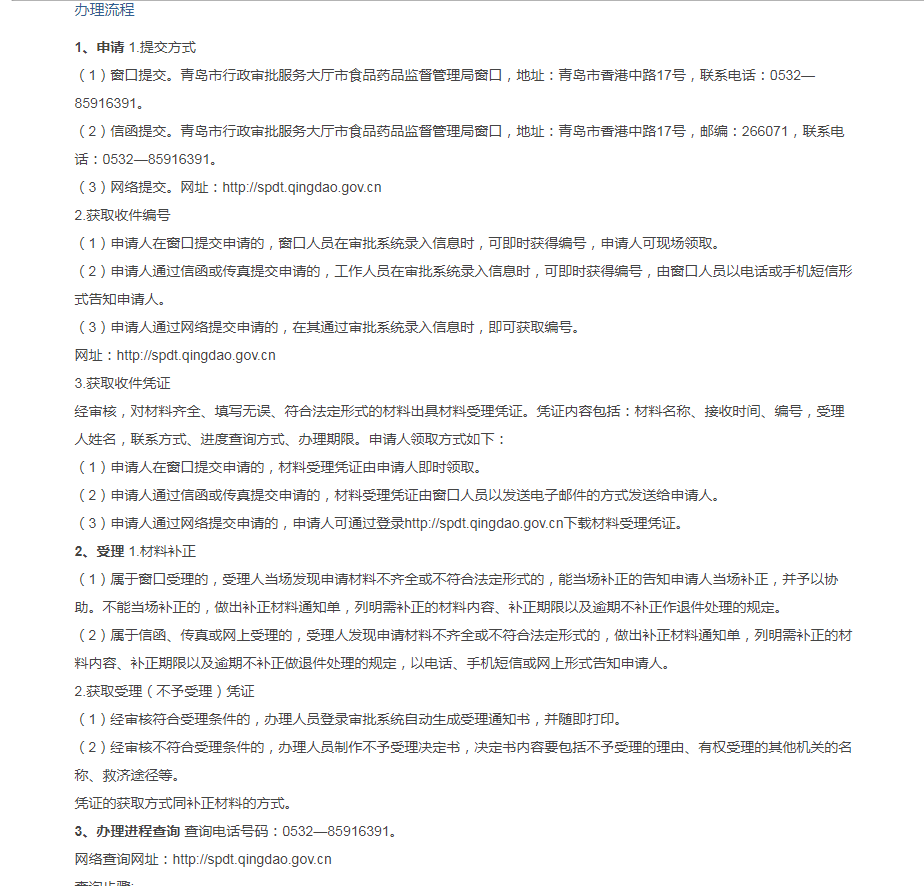 办理流程
1、申请 1.提交方式
（1）窗口提交。青岛市行政审批服务大厅市食品药品监督管理局窗口，地址：青岛市香港中路17号，联系电话：0532—
85916391。
（2）信函提交。青岛市行政审批服务大厅市食品药品监督管理局窗口，地址：青岛市香港中路17号，邮编：266071，联系电
话：0532—85916391。
（3）网络提交。网址：http://spdt.qingdao.gov.cn
2.获取收件编号
（1）申请人在窗口提交申请的，窗口人员在审批系统录入信息时，可即时获得编号，申请人可现场领取。
（2）申请人通过信函或传真提交申请的，工作人员在审批系统录入信息时，可即时获得编号，由窗口人员以电话或手机短信形
式告知申请人。
（3）申请人通过网络提交申请的，在其通过审批系统录入信息时，即可获取编号。
网址：http://spdt.qingdao.gov.cn
3.获取收件凭证
经审核，对材料齐全、填写无误、符合法定形式的材料出具材料受理凭证。凭证内容包括：材料名称、接收时间、编号，受理
人姓名，联系方式、进度查询方式、办理期限。申请人领取方式如下：
（1）申请人在窗口提交申请的，材料受理凭证由申请人即时领取。
（2）申请人通过信函或传真提交申请的，材料受理凭证由窗口人员以发送电子邮件的方式发送给申请人。
（3）申请人通过网络提交申请的，申请人可通过登录http://spdt.qingdao.gov.cn下载材料受理凭证。
2、受理 1.材料补正
（1）属于窗口受理的，受理人当场发现申请材料不齐全或不符合法定形式的，能当场补正的告知申请人当场补正，并予以协
助。不能当场补正的，做出补正材料通知单，列明需补正的材料内容、补正期限以及逾期不补正作退件处理的规定。
（2）属于信函、传真或网上受理的，受理人发现申请材料不齐全或不符合法定形式的，做出补正材料通知单，列明需补正的材
料内容、补正期限以及逾期不补正做退件处理的规定，以电话、手机短信或网上形式告知申请人。
2.获取受理（不予受理）凭证
（1）经审核符合受理条件的，办理人员登录审批系统自动生成受理通知书，并随即打印。
（2）经审核不符合受理条件的，办理人员制作不予受理决定书，决定书内容要包括不予受理的理由、有权受理的其他机关的名
称、救济途径等。
凭证的获取方式同补正材料的方式。
3、办理进程查询 查询电话号码：0532—85916391。
网络查询网址：http://spdt.qingdao.gov.cn
查询步骤: